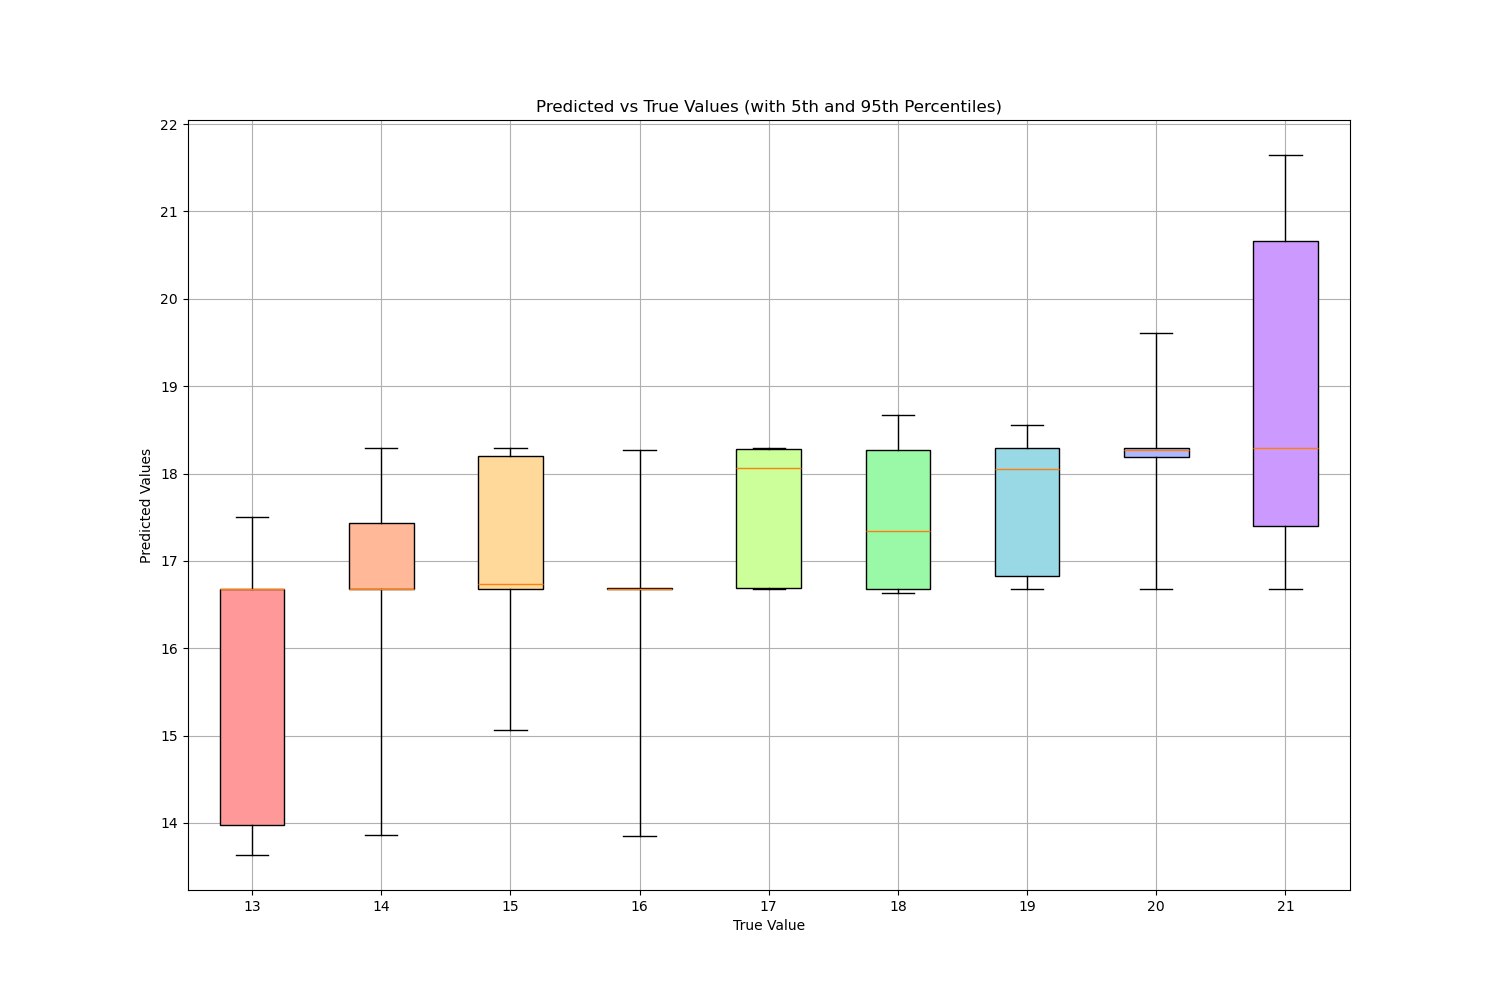 Predicted vs True Values (with 5th and 95th Percentiles)
22
21
20
19
18
17
16
15
14
Predicted Values
13 14 15 16 17 18 19 20 21
True Value